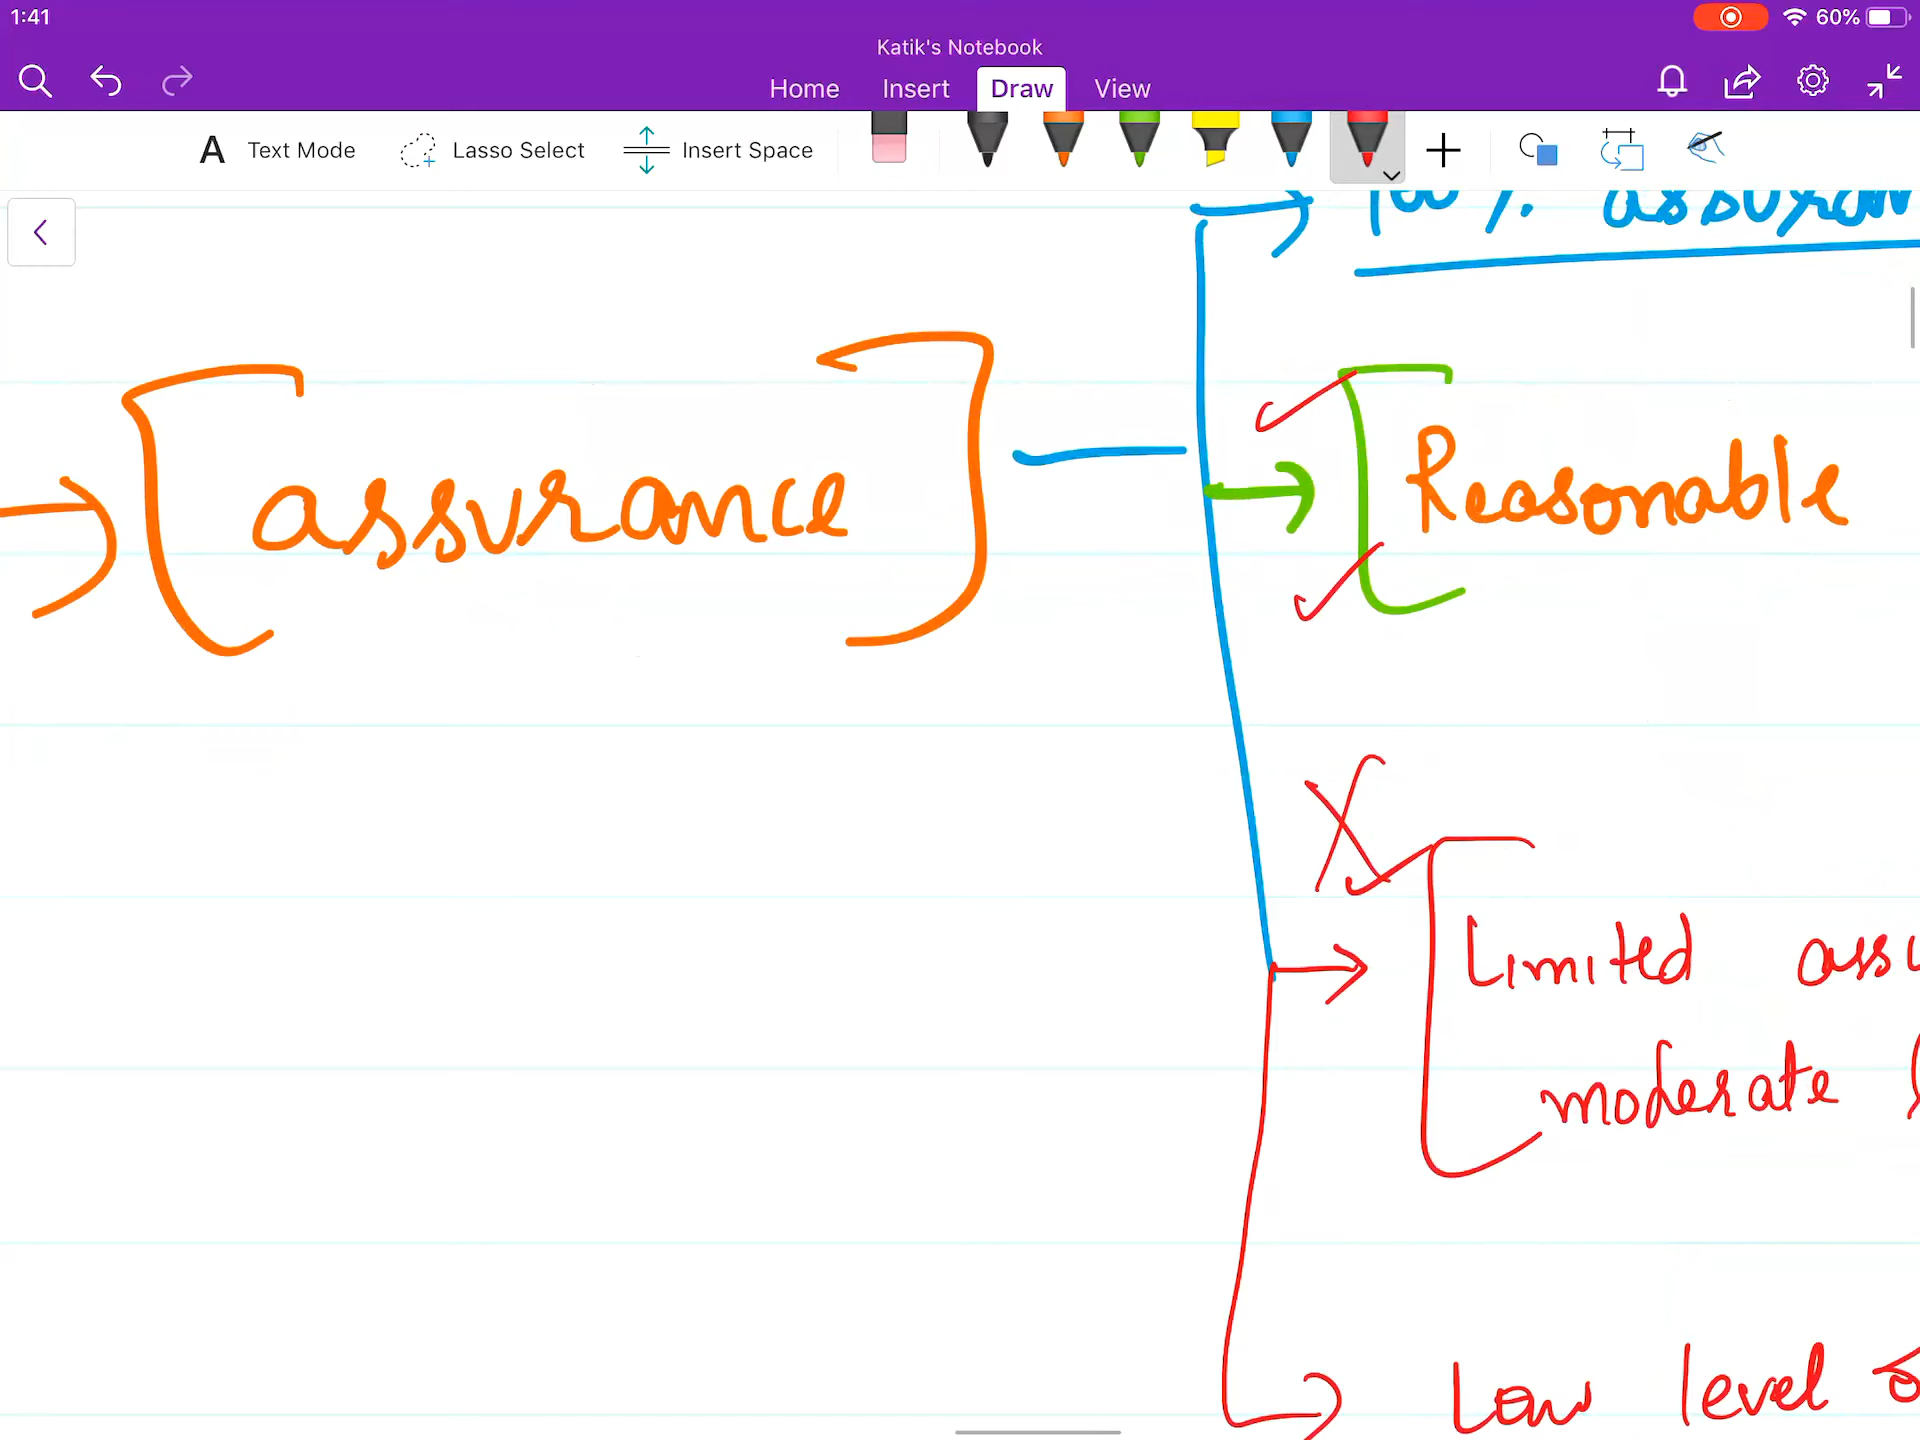 1:41
60%
Katik's Notebook
Home Insert Draw View
A Text Mode Lasso Select Insert Space
100%
assurance
Reasonable
Limited
moderate
Low level